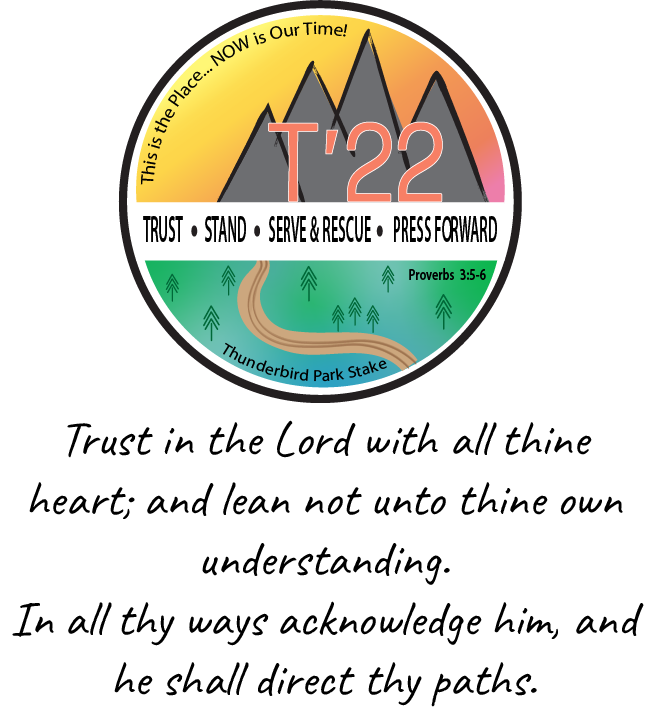 This is the Place... NOW is Our Time!
T'22
TRUST • STAND • SERVE & RESCUE • PRESS FORWARD
Proverbs 3:5-6
Thunderbird Park Stake
Trust in the Lord with all thine
heart; and lean not unto thine own
understanding.
In all thy ways acknowledge him, and
he shall direct thy paths.